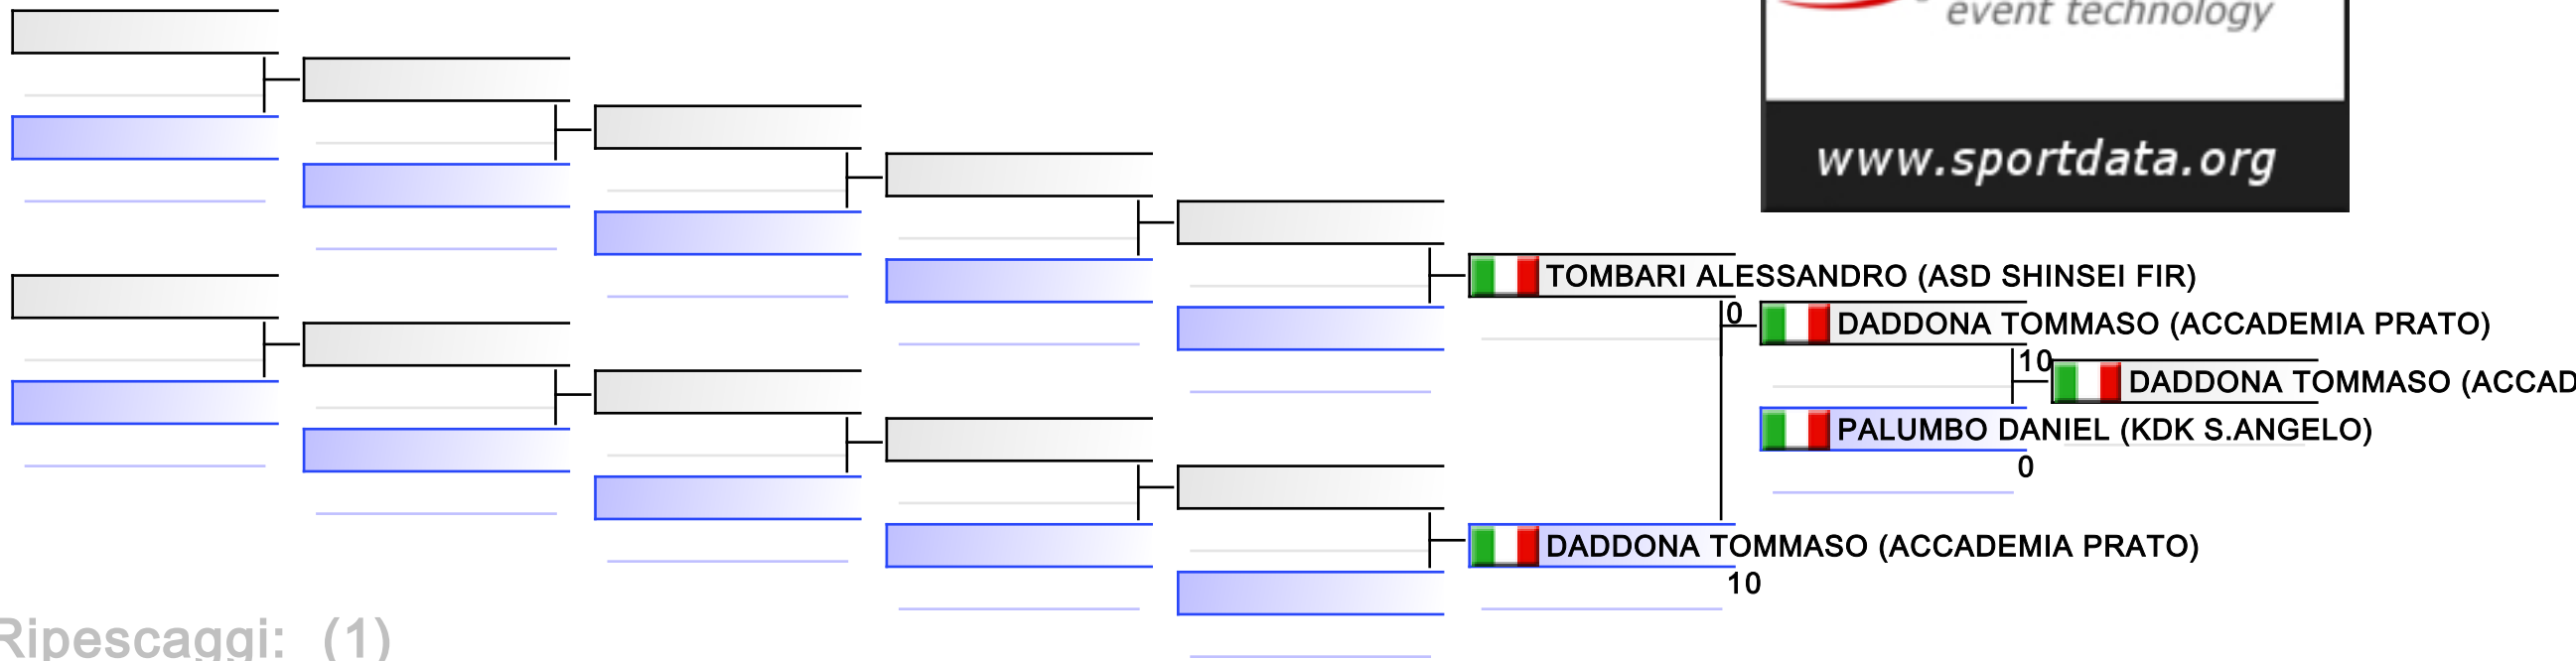 event technology
www.sportdata.org
TOMBARI ALESSANDRO (ASD SHINSEI FIR)
0
DADDONA TOMMASO (ACCADEMIA PRATO)
10
DADDONA TOMMASO (ACCAD
PALUMBO DANIEL (KDK S.ANGELO)
0
DADDONA TOMMASO (ACCADEMIA PRATO)
10
Ripescaggi: (1)